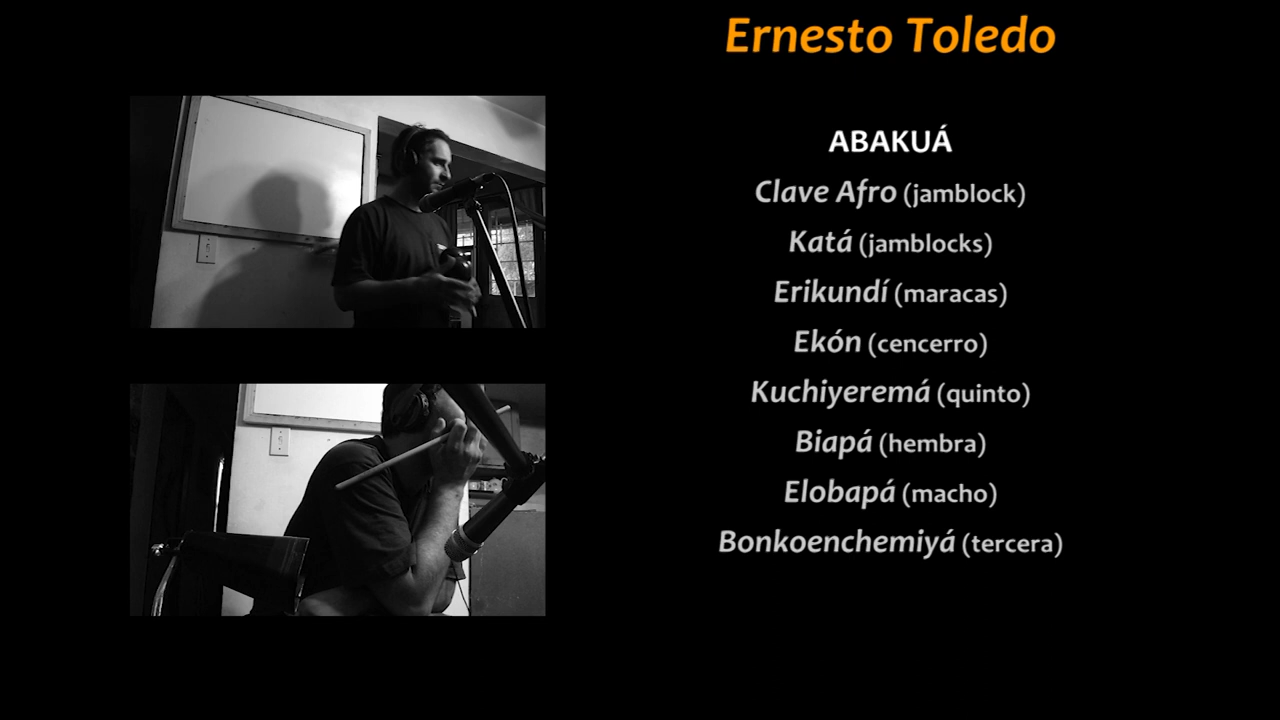 Ernesto Toledo
ABAKUÁ
Clave Afro (jamblock)
Katá (jamblocks)
Erikundí (maracas)
Ekón (cencerro)
Kuchiyeremá (quinto)
Biapá (hembra)
Elobapá (macho)
Bonkoenchemiyá (tercera)